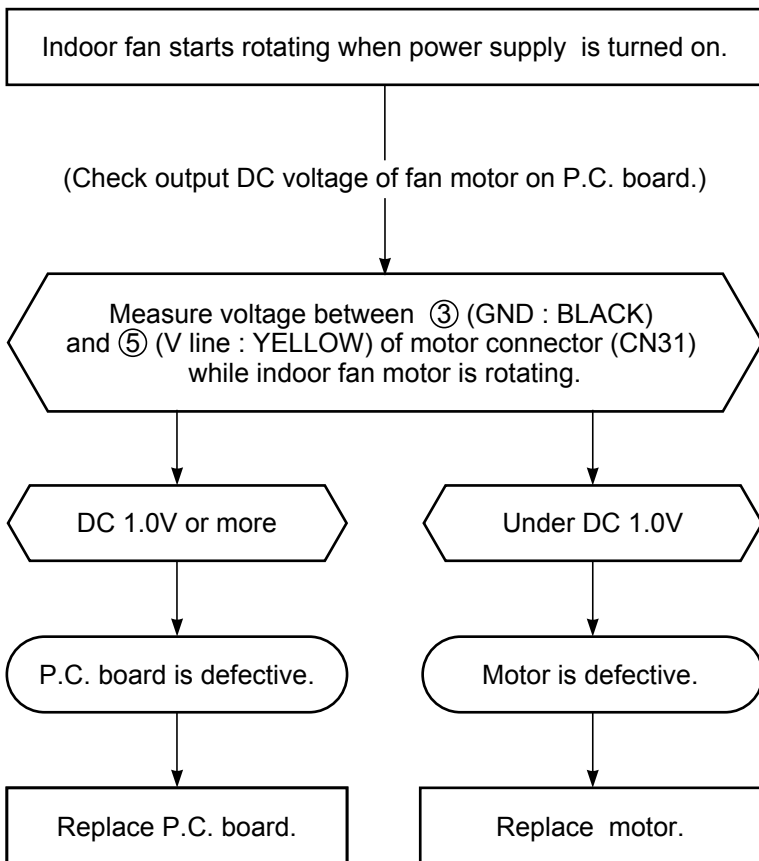 Indoor fan starts rotating when power supply is turned on.
(Check output DC voltage of fan motor on P.C. board.)
Measure voltage between ③ (GND : BLACK)
and ⑤ (V line : YELLOW) of motor connector (CN31)
while indoor fan motor is rotating.
DC 1.0V or more
Under DC 1.0V
P.C. board is defective.
Motor is defective.
Replace P.C. board.
Replace motor.